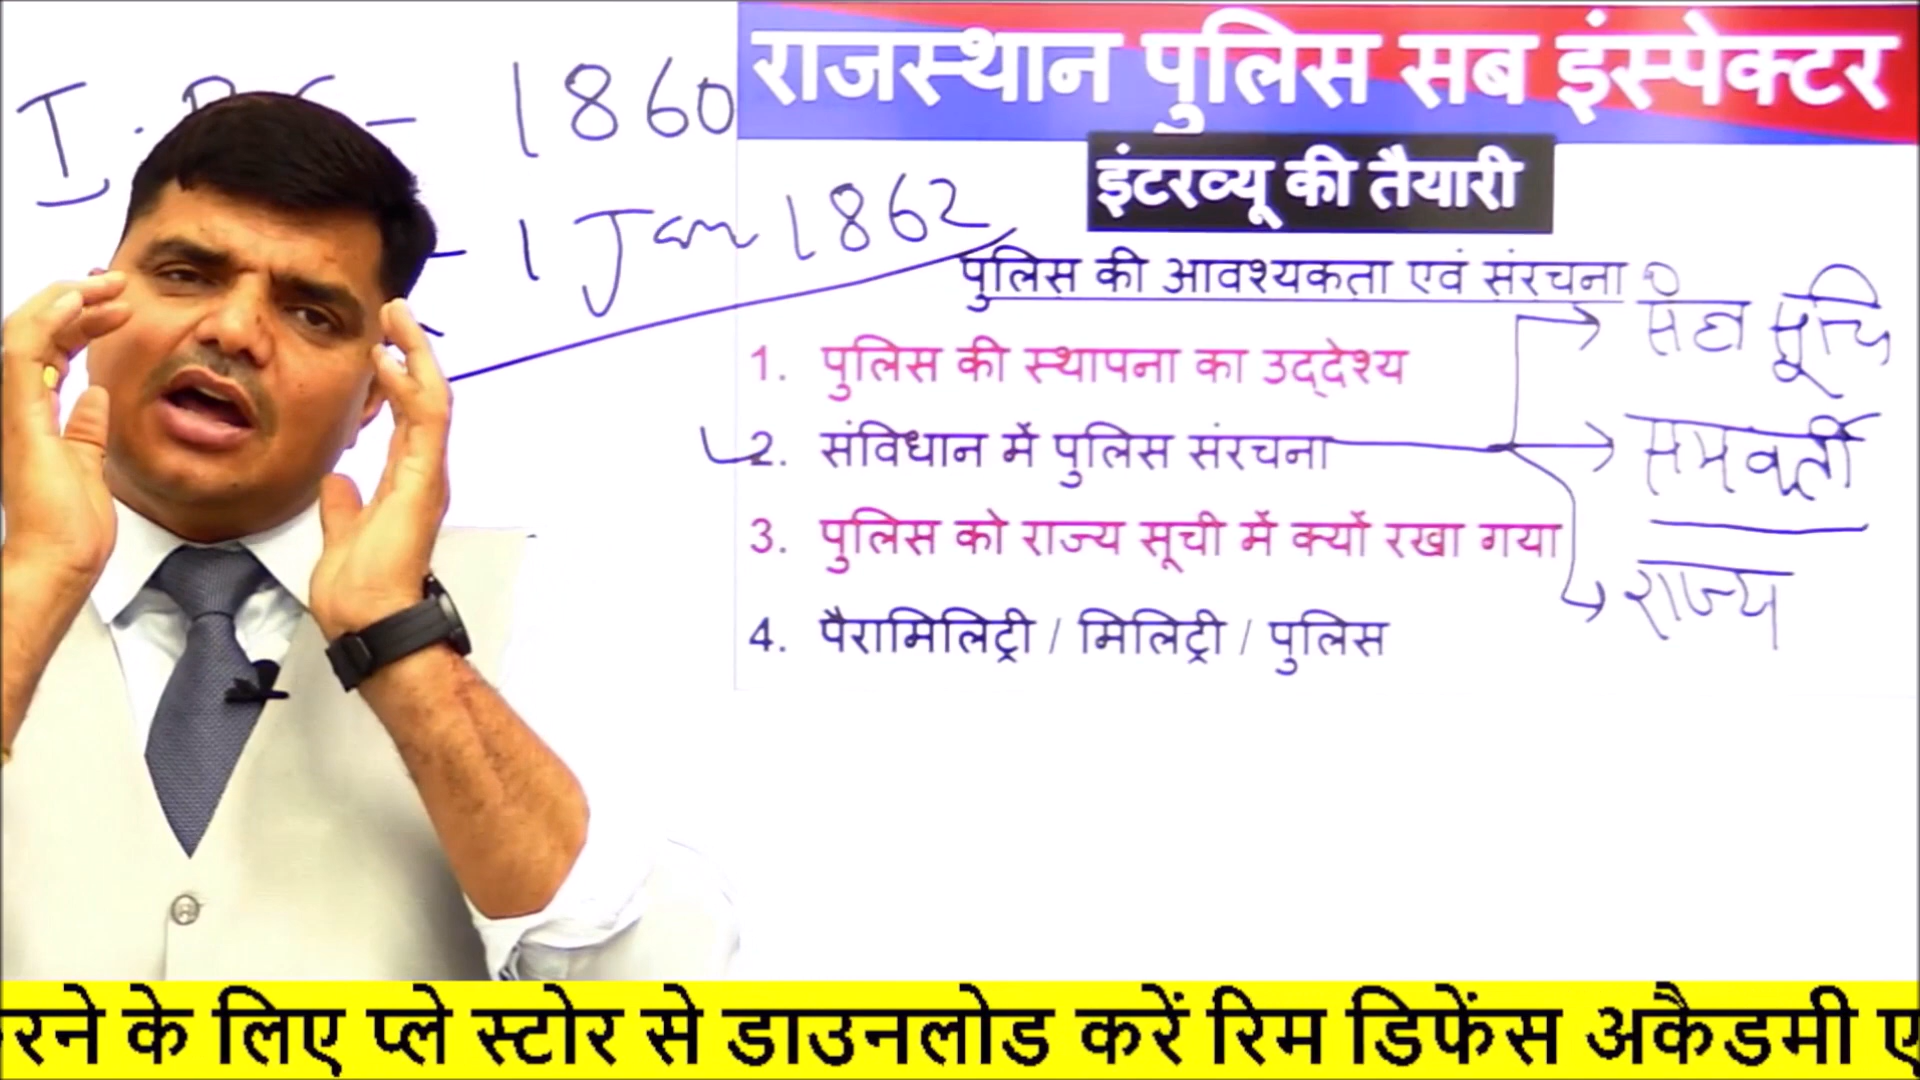 राजस्थान पुलिस सब इंस्पेक्टर
इंटरव्यू की तैयारी
1860
1 Jan 1862
पुलिस की आवश्यकता एवं संरचना
1. पुलिस की स्थापना का उद्देश्य
2. संविधान में पुलिस संरचना
3. पुलिस को राज्य सूची में क्यों रखा गया
4. पैरामिलिट्री / मिलिट्री / पुलिस
समवर्ती
राज्य
रने के लिए प्ले स्टोर से डाउनलोड करें रिम डिफेंस अकैडमी ए